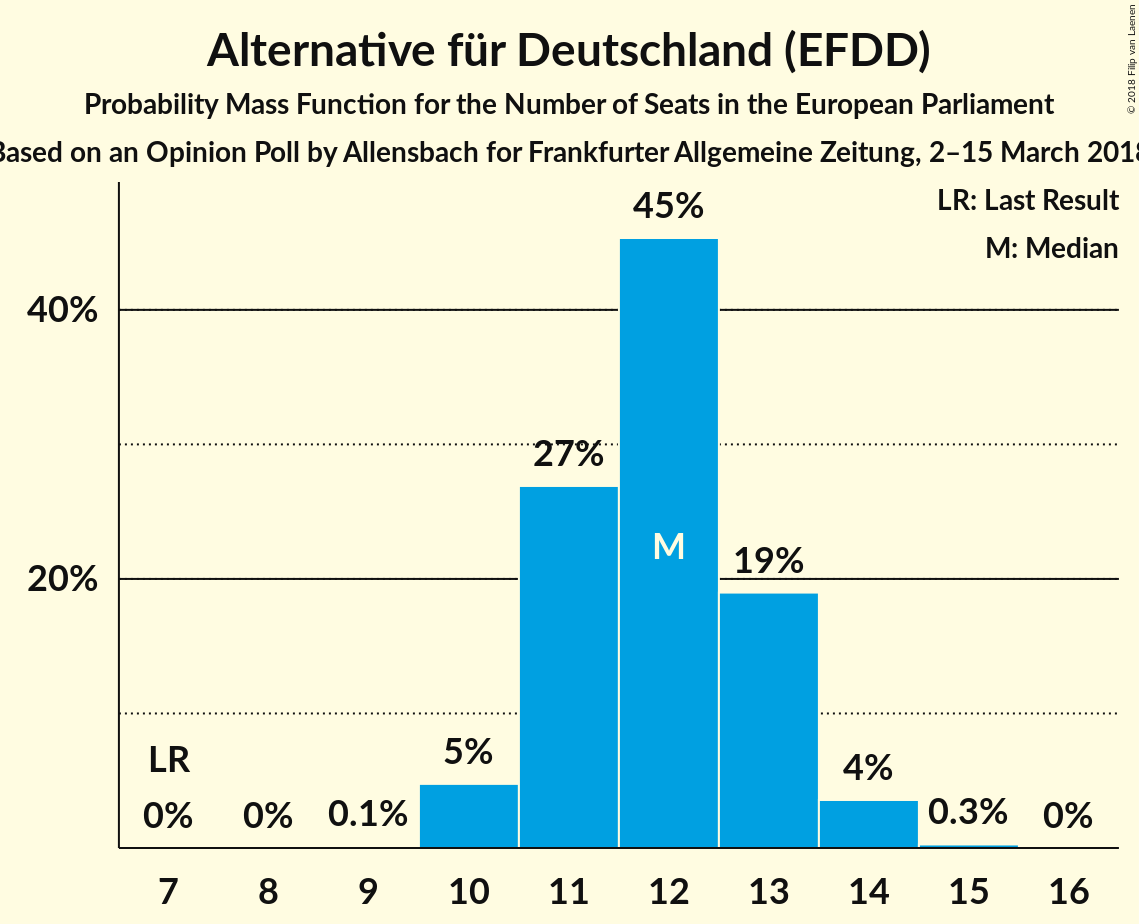 Alternative für Deutschland (EFDD)
Probability Mass Function for the Number of Seats in the European Parliament
Based on an Opinion Poll by Allensbach for Frankfurter Allgemeine Zeitung, 2–15 March 2018
© 2018 Filip van Laenen
LR: Last Result
M: Median
45%
40%
27%
M
19%
20%
LR
5%
4%
0%
0%
0.1%
0.3%
0%
7 8 9 10 11 12 13 14 15 16